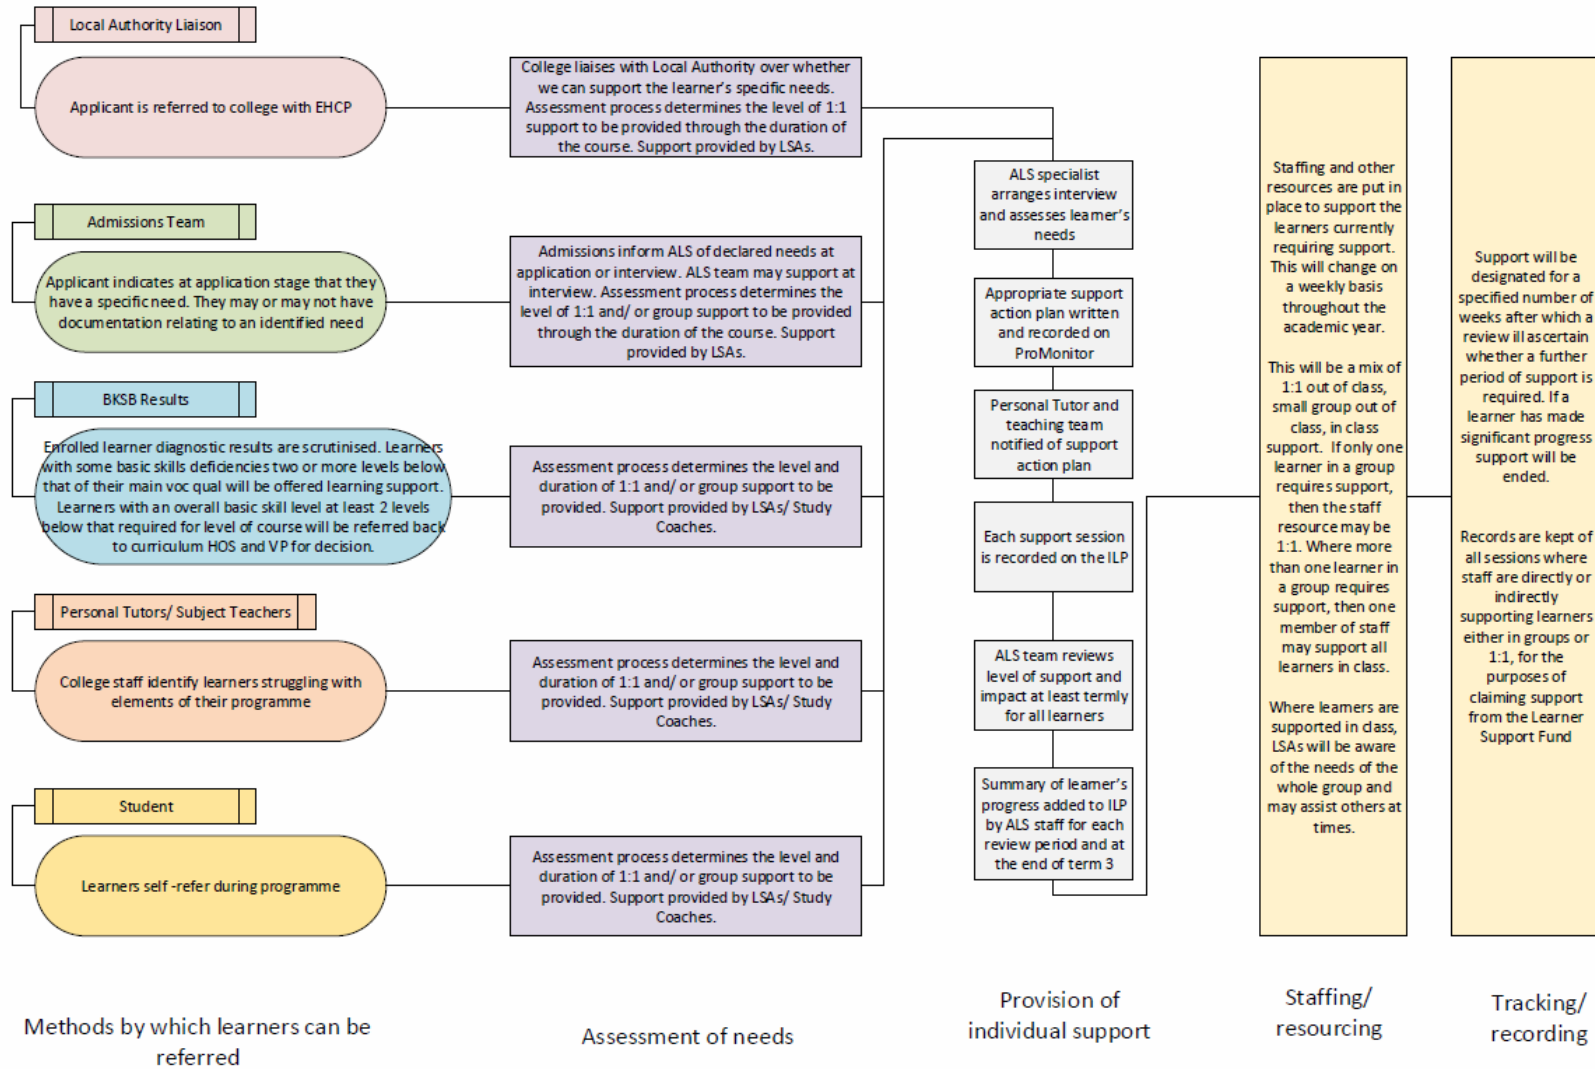 Local Authority Liaison
Applicant is referred to college with EHCP
Admissions Team
Applicant indicates at application stage that they
have a specific need. They may or may not have
documentation relating to an identified need
BKSB Results
Enrolled learner diagnostic results are scrutinised. Learners
with some basic skills deficiencies two or more levels below
that of their main voc qual will be offered learning support.
Learners with an overall basic skill level at least 2 levels
below that required for level of course will be referred back
to curriculum HOS and VP for decision.
Personal Tutors/ Subject Teachers
College staff identify learners struggling with
elements of their programme
Student
Learners self -refer during programme
Methods by which learners can be
referred
College liaises with Local Authority over whether
we can support the learner's specific needs.
Assessment process determines the level of 1:1
support to be provided through the duration of
the course. Support provided by LSAs.
Admissions inform ALS of declared needs at
application or interview. ALS team may support at
interview. Assessment process determines the
level of 1:1 and/ or group support to be provided
through the duration of the course. Support
provided by LSAs.
Assessment process determines the level and
duration of 1:1 and/ or group support to be
provided. Support provided by LSAs/ Study
Coaches.
Assessment process determines the level and
duration of 1:1 and/ or group support to be
provided. Support provided by LSAs/ Study
Coaches.
Assessment process determines the level and
duration of 1:1 and/ or group support to be
provided. Support provided by LSAs/ Study
Coaches.
Assessment of needs
ALS specialist
arranges interview
and assesses learner's
needs
Appropriate support
action plan written
and recorded on
ProMonitor
Personal Tutor and
teaching team
notified of support
action plan
Each support session
is recorded on the ILP
ALS team reviews
level of support and
impact at least termly
for all learners
Summary of learner's
progress added to ILP
by ALS staff for each
review period and at
the end of term 3
Provision of
individual support
Staffing and other
resources are put in
place to support the
learners currently
requiring support.
This will change on
a weekly basis
throughout the
academic year.
This will be a mix of
1:1 out of class,
small group out of
class, in class
support. If only one
learner in a group
requires support,
then the staff
resource may be
1:1. Where more
than one learner in
a group requires
support, then one
member of staff
may support all
learners in class.
Where learners are
supported in class,
LSAs will be aware
of the needs of the
whole group and
may assist others at
times.
Staffing/
resourcing
Support will be
designated for a
specified number of
weeks after which a
review ill ascertain
whether a further
period of support is
required. If a
learner has made
significant progress
support will be
ended.
Records are kept of
all sessions where
staff are directly or
indirectly
supporting learners
either in groups or
1:1, for the
purposes of
claiming support
from the Learner
Support Fund
Tracking/
recording